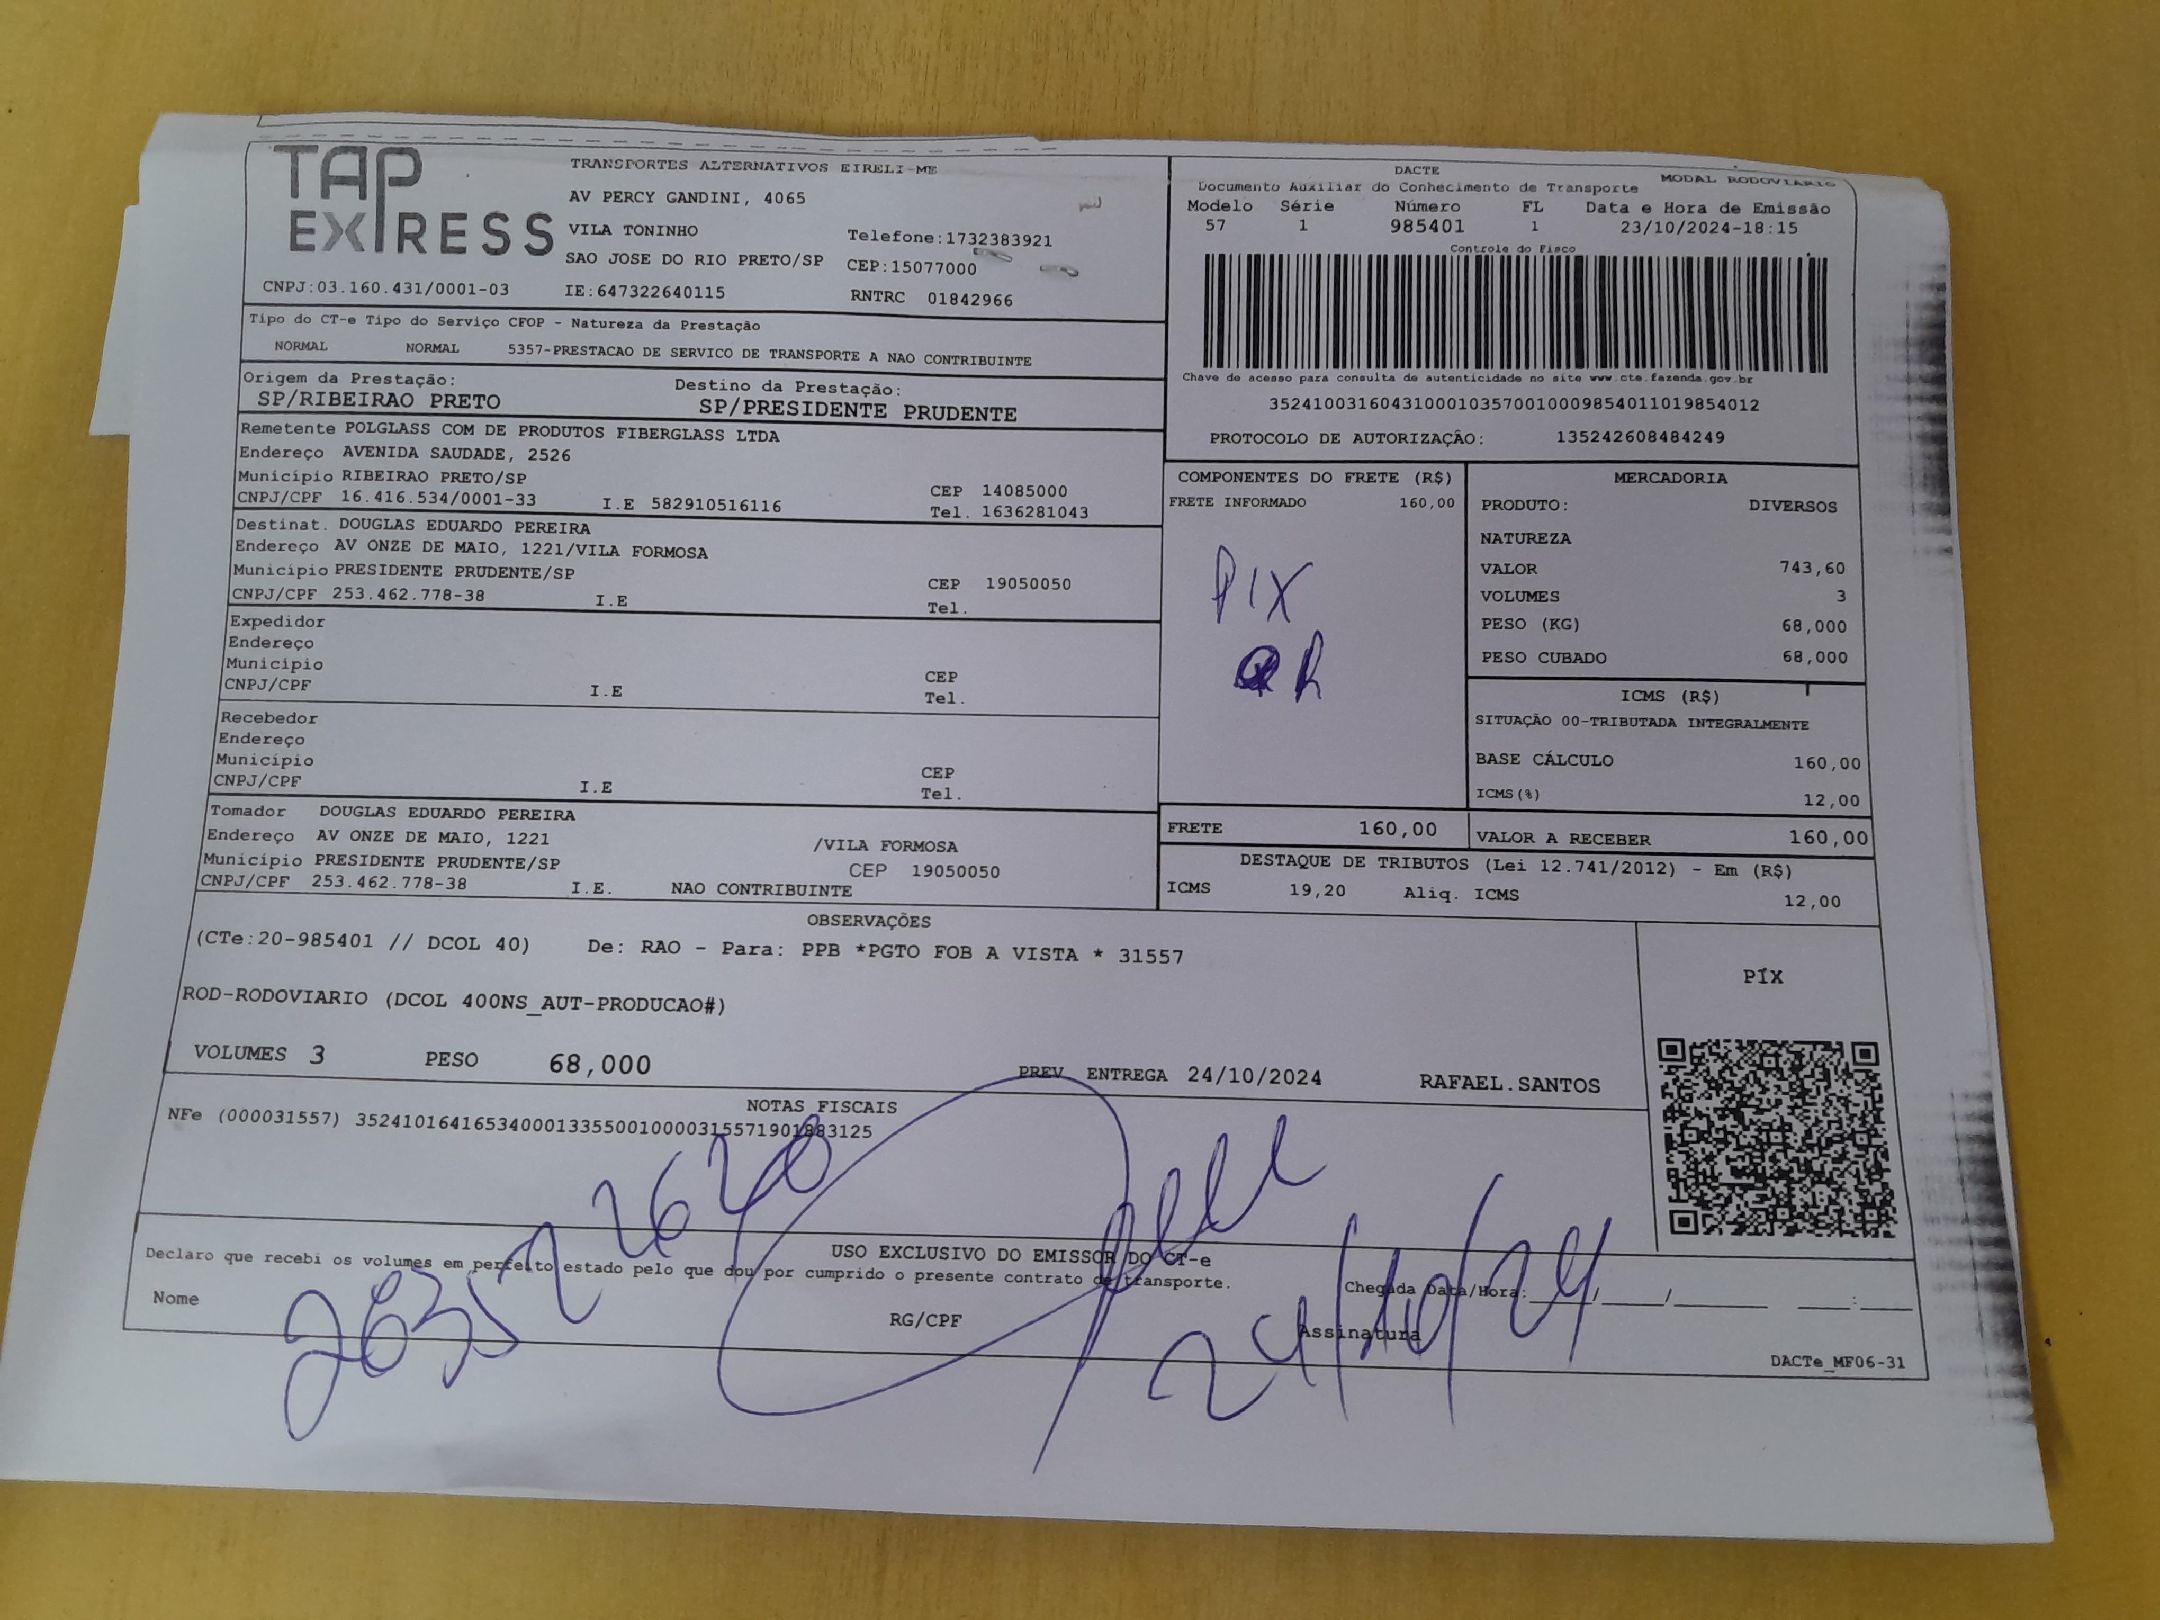 TAP
EXPRESS
TRANSPORTES ALTERNATIVOS EIRELI-ME
AV PERCY GANDINI, 4065
VILA TONINHO
Telefone:1732383921
SAO JOSE DO RIO PRETO/SP CEP:15077000
CNPJ:03.160.431/0001-03 IE:647322640115 RNTRC 01842966
DACTE
MODAL RODOVIARIO
Documento Auxiliar do Conhecimento de Transporte
Modelo Série Número FL Data e Hora de Emissão
57 1 985401 1 23/10/2024-18:15
Controle do Fisco
Chave de acesso para consulta de autenticidade no site www.cte.fazenda.gov.br
35241003160431000103570010009854011019854012
PROTOCOLO DE AUTORIZAÇÃO: 135242608484249
Tipo do CT-e Tipo do Serviço CFOP - Natureza da Prestação
NORMAL NORMAL 5357-PRESTACAO DE SERVICO DE TRANSPORTE A NAO CONTRIBUINTE
Origem da Prestação: Destino da Prestação:
SP/RIBEIRAO PRETO SP/PRESIDENTE PRUDENTE
Remetente POLGLASS COM DE PRODUTOS FIBERGLASS LTDA
Endereço AVENIDA SAUDADE, 2526
Município RIBEIRAO PRETO/SP CEP 14085000
CNPJ/CPF 16.416.534/0001-33 I.E 582910516116 Tel. 1636281043
Destinat. DOUGLAS EDUARDO PEREIRA
Endereço AV ONZE DE MAIO, 1221/VILA FORMOSA
Município PRESIDENTE PRUDENTE/SP CEP 19050050
CNPJ/CPF 253.462.778-38 I.E Tel.
Expedidor
Endereço
Município CEP
CNPJ/CPF I.E Tel.
Recebedor
Endereço
Município CEP
CNPJ/CPF I.E Tel.
Tomador DOUGLAS EDUARDO PEREIRA
Endereço AV ONZE DE MAIO, 1221 /VILA FORMOSA
Município PRESIDENTE PRUDENTE/SP CEP 19050050
CNPJ/CPF 253.462.778-38 I.E. NAO CONTRIBUINTE
COMPONENTES DO FRETE (R$)
FRETE INFORMADO 160,00
PIX
QR
MERCADORIA
PRODUTO: DIVERSOS
NATUREZA
VALOR 743,60
VOLUMES 3
PESO (KG) 68,000
PESO CUBADO 68,000
ICMS (R$)
SITUAÇÃO 00-TRIBUTADA INTEGRALMENTE
BASE CÁLCULO 160,00
ICMS(%) 12,00
FRETE 160,00 VALOR A RECEBER 160,00
DESTAQUE DE TRIBUTOS (Lei 12.741/2012) - Em (R$)
ICMS 19,20 Aliq. ICMS 12,00
OBSERVAÇÕES
(CTe:20-985401 // DCOL 40) De: RAO - Para: PPB *PGTO FOB A VISTA * 31557
ROD-RODOVIARIO (DCOL 400NS_AUT-PRODUCAO#)
VOLUMES 3 PESO 68,000 PREV ENTREGA 24/10/2024 RAFAEL.SANTOS
PIX
NOTAS FISCAIS
NFe (000031557) 35241016416534000133550010000315571901883125
USO EXCLUSIVO DO EMISSOR DO CT-e
Declaro que recebi os volumes em perfeito estado pelo que dou por cumprido o presente contrato de transporte.
Chegada Data/Hora:____/____/________ ____:____
Nome RG/CPF Assinatura
24/10/24
DACTe_MF06-31